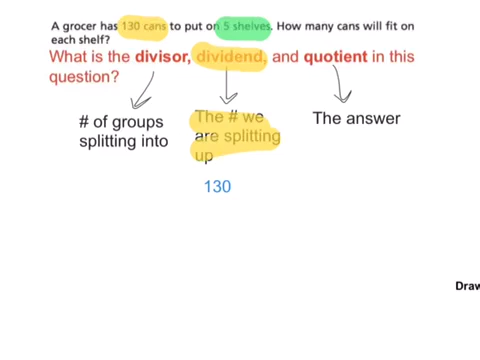 A grocer has 130 cans to put on 5 shelves. How many cans will fit on
each shelf?
What is the divisor, dividend, and quotient in this
question?
# of groups
splitting into
The # we
are splitting
up
The answer
130
Draw